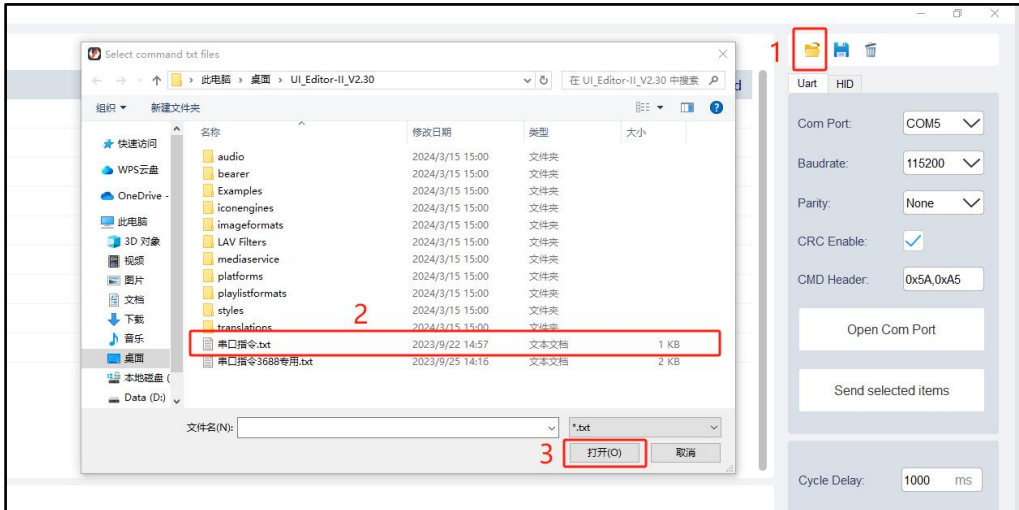 Select command txt files
1
此电脑 › 桌面 › UI_Editor-II_V2.30
在 UI_Editor-II_V2.30 中搜索
d
组织 新建文件夹
名称 修改日期 类型 大小
快速访问
WPS云盘
OneDrive -
此电脑
3D 对象
视频
图片
文档
下载
音乐
桌面
本地磁盘 (
Data (D:)
audio 2024/3/15 15:00 文件夹
bearer 2024/3/15 15:00 文件夹
Examples 2024/3/15 15:00 文件夹
iconengines 2024/3/15 15:00 文件夹
imageformats 2024/3/15 15:00 文件夹
LAV Filters 2024/3/15 15:00 文件夹
mediaservice 2024/3/15 15:00 文件夹
platforms 2024/3/15 15:00 文件夹
playlistformats 2024/3/15 15:00 文件夹
styles 2024/3/15 15:00 文件夹
translations 2024/3/15 15:00 文件夹
2
串口指令.txt 2023/9/22 14:57 文本文档 1 KB
串口指令3688专用.txt 2023/9/25 14:16 文本文档 2 KB
文件名(N): *.txt
3
打开(O) 取消
Uart HID
Com Port: COM5
Baudrate: 115200
Parity: None
CRC Enable:
CMD Header: 0x5A,0xA5
Open Com Port
Send selected items
Cycle Delay: 1000 ms